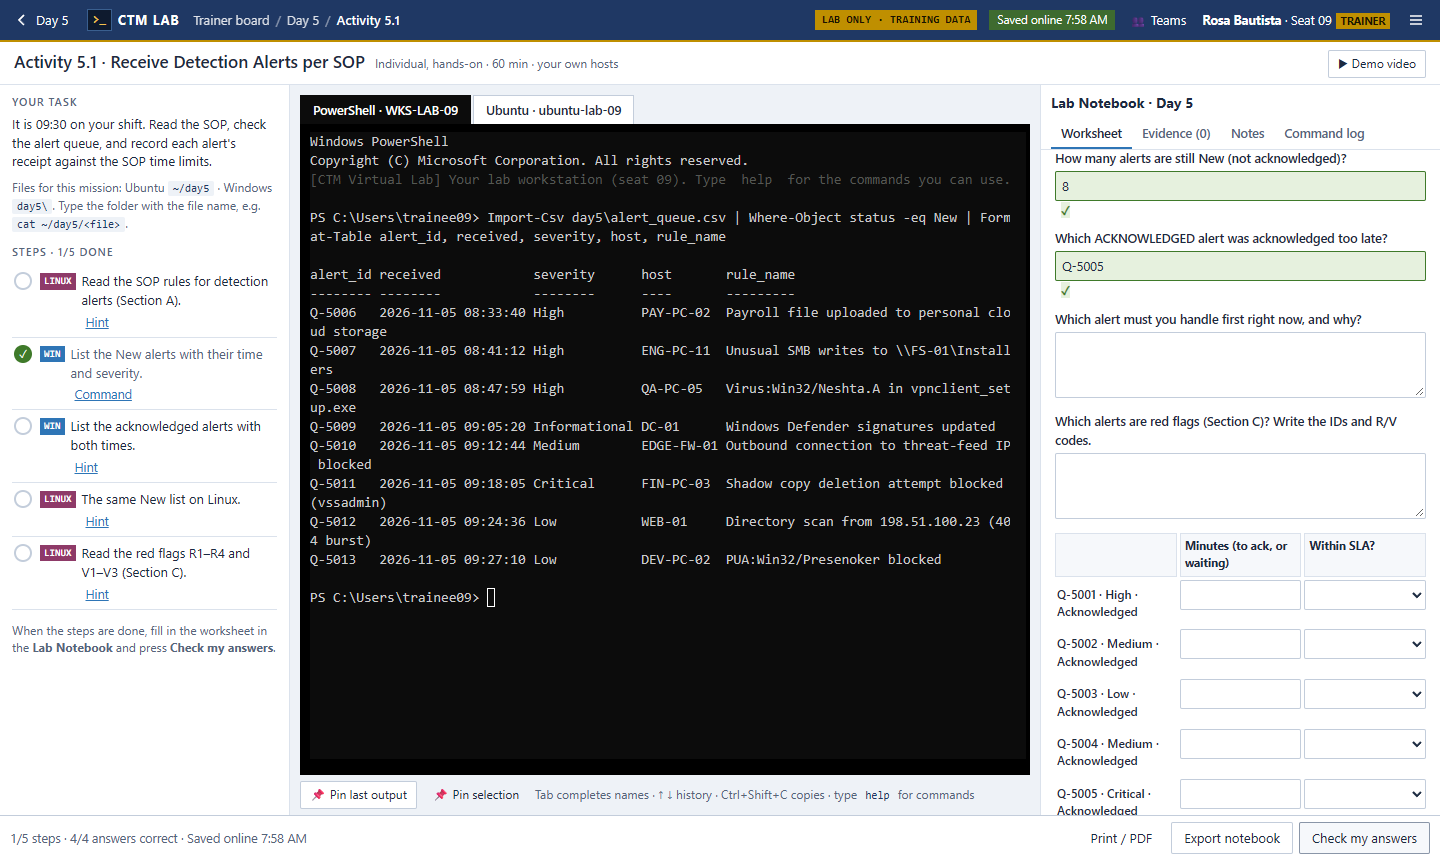 Day 5
>_ CTM LAB
Trainer board / Day 5 / Activity 5.1
LAB ONLY · TRAINING DATA
Saved online 7:58 AM
Teams
Rosa Bautista · Seat 09 TRAINER
Activity 5.1 · Receive Detection Alerts per SOP
Individual, hands-on · 60 min · your own hosts
▶ Demo video
YOUR TASK
It is 09:30 on your shift. Read the SOP, check
the alert queue, and record each alert's
receipt against the SOP time limits.
Files for this mission: Ubuntu ~/day5 · Windows
day5\ . Type the folder with the file name, e.g.
cat ~/day5/<file> .
STEPS · 1/5 DONE
LINUX Read the SOP rules for detection
alerts (Section A).
Hint
WIN List the New alerts with their time
and severity.
Command
WIN List the acknowledged alerts with
both times.
Hint
LINUX The same New list on Linux.
Hint
LINUX Read the red flags R1–R4 and
V1–V3 (Section C).
Hint
When the steps are done, fill in the worksheet in
the Lab Notebook and press Check my answers.
PowerShell · WKS-LAB-09
Ubuntu · ubuntu-lab-09
Windows PowerShell
Copyright (C) Microsoft Corporation. All rights reserved.
[CTM Virtual Lab] Your lab workstation (seat 09). Type  help  for the commands you can use.
PS C:\Users\trainee09> Import-Csv day5\alert_queue.csv | Where-Object status -eq New | Form
at-Table alert_id, received, severity, host, rule_name
alert_id received            severity      host       rule_name
-------- --------            --------      ----       ---------
Q-5006   2026-11-05 08:33:40 High          PAY-PC-02  Payroll file uploaded to personal clo
ud storage
Q-5007   2026-11-05 08:41:12 High          ENG-PC-11  Unusual SMB writes to \\FS-01\Install
ers
Q-5008   2026-11-05 08:47:59 High          QA-PC-05   Virus:Win32/Neshta.A in vpnclient_set
up.exe
Q-5009   2026-11-05 09:05:20 Informational DC-01      Windows Defender signatures updated
Q-5010   2026-11-05 09:12:44 Medium        EDGE-FW-01 Outbound connection to threat-feed IP
 blocked
Q-5011   2026-11-05 09:18:05 Critical      FIN-PC-03  Shadow copy deletion attempt blocked
(vssadmin)
Q-5012   2026-11-05 09:24:36 Low           WEB-01     Directory scan from 198.51.100.23 (40
4 burst)
Q-5013   2026-11-05 09:27:10 Low           DEV-PC-02  PUA:Win32/Presenoker blocked
PS C:\Users\trainee09>
Pin last output
Pin selection
Tab completes names · ↑ ↓ history · Ctrl+Shift+C copies · type help for commands
Lab Notebook · Day 5
Worksheet
Evidence (0)
Notes
Command log
How many alerts are still New (not acknowledged)?
8
✓
Which ACKNOWLEDGED alert was acknowledged too late?
Q-5005
✓
Which alert must you handle first right now, and why?
Which alerts are red flags (Section C)? Write the IDs and R/V
codes.
Minutes (to ack, or
waiting)
Within SLA?
Q-5001 · High ·
Acknowledged
Q-5002 · Medium ·
Acknowledged
Q-5003 · Low ·
Acknowledged
Q-5004 · Medium ·
Acknowledged
Q-5005 · Critical ·
Acknowledged
1/5 steps · 4/4 answers correct · Saved online 7:58 AM
Print / PDF
Export notebook
Check my answers